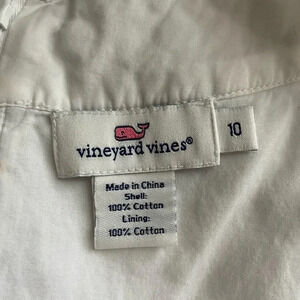 vineyard vines®
10
Made in China
Shell:
100% Cotton
Lining:
100% Cotton